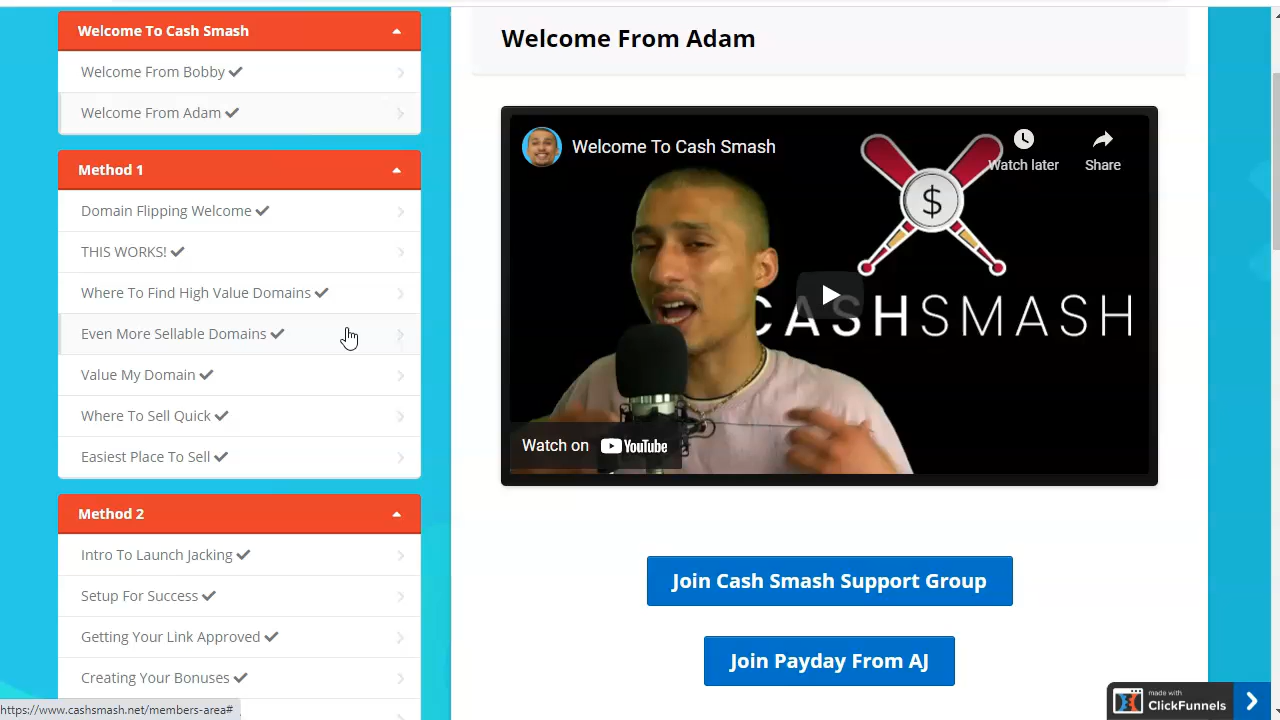 Welcome To Cash Smash
Welcome From Bobby
Welcome From Adam
Method 1
Domain Flipping Welcome
THIS WORKS!
Where To Find High Value Domains
Even More Sellable Domains
Value My Domain
Where To Sell Quick
Easiest Place To Sell
Method 2
Intro To Launch Jacking
Setup For Success
Getting Your Link Approved
Creating Your Bonuses
https://www.cashsmash.net/members-area#
Welcome From Adam
Welcome To Cash Smash
Watch later
Share
$
CASHSMASH
Watch on YouTube
Join Cash Smash Support Group
Join Payday From AJ
made with
ClickFunnels